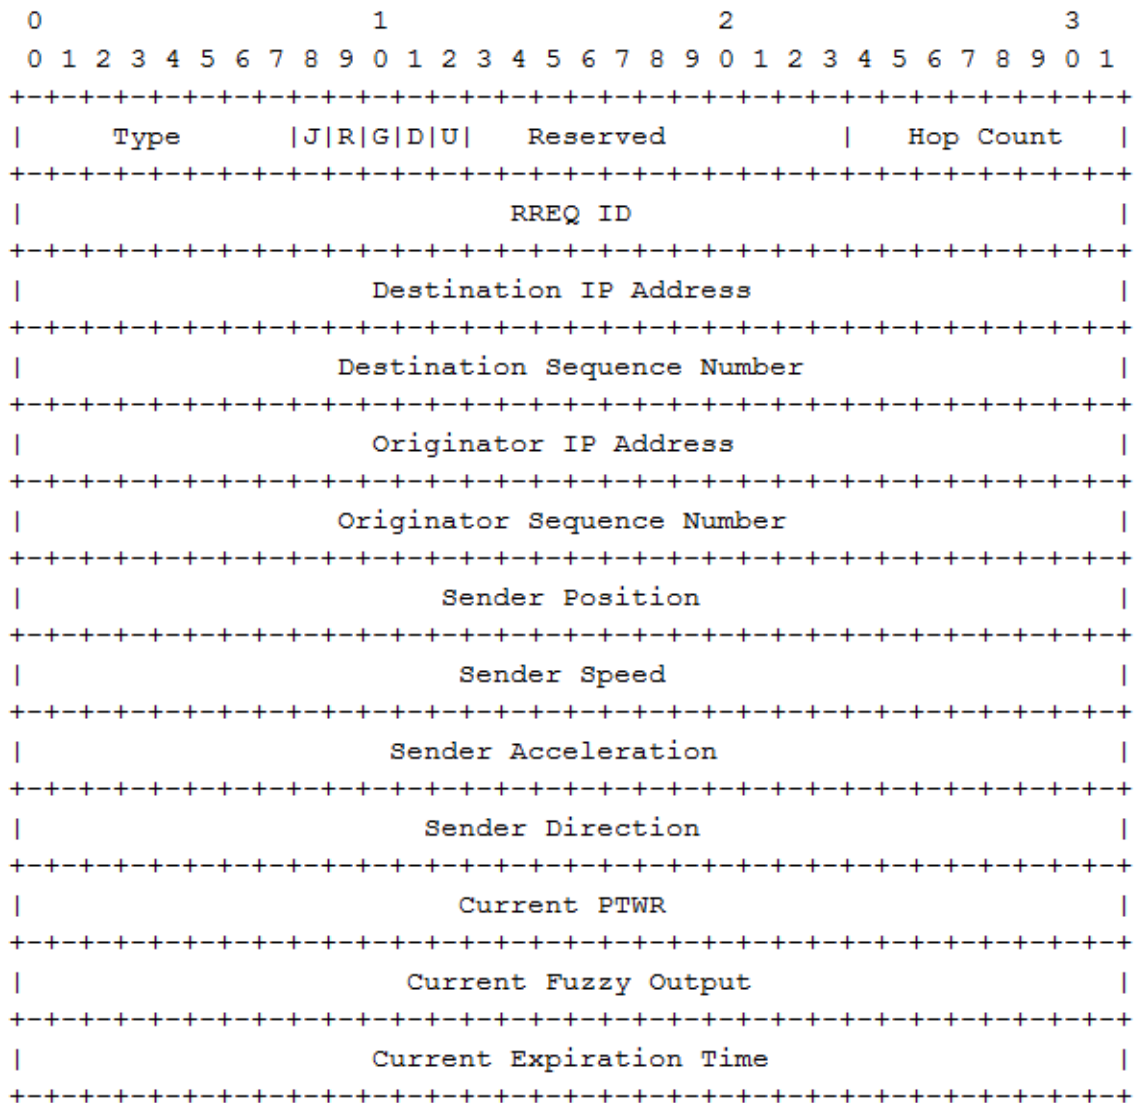 0 1 2 3
0 1 2 3 4 5 6 7 8 9 0 1 2 3 4 5 6 7 8 9 0 1 2 3 4 5 6 7 8 9 0 1
+-+-+-+-+-+-+-+-+-+-+-+-+-+-+-+-+-+-+-+-+-+-+-+-+-+-+-+-+-+-+-+-+
| Type |J|R|G|D|U| Reserved | Hop Count |
+-+-+-+-+-+-+-+-+-+-+-+-+-+-+-+-+-+-+-+-+-+-+-+-+-+-+-+-+-+-+-+-+
| RREQ ID |
+-+-+-+-+-+-+-+-+-+-+-+-+-+-+-+-+-+-+-+-+-+-+-+-+-+-+-+-+-+-+-+-+
| Destination IP Address |
+-+-+-+-+-+-+-+-+-+-+-+-+-+-+-+-+-+-+-+-+-+-+-+-+-+-+-+-+-+-+-+-+
| Destination Sequence Number |
+-+-+-+-+-+-+-+-+-+-+-+-+-+-+-+-+-+-+-+-+-+-+-+-+-+-+-+-+-+-+-+-+
| Originator IP Address |
+-+-+-+-+-+-+-+-+-+-+-+-+-+-+-+-+-+-+-+-+-+-+-+-+-+-+-+-+-+-+-+-+
| Originator Sequence Number |
+-+-+-+-+-+-+-+-+-+-+-+-+-+-+-+-+-+-+-+-+-+-+-+-+-+-+-+-+-+-+-+-+
| Sender Position |
+-+-+-+-+-+-+-+-+-+-+-+-+-+-+-+-+-+-+-+-+-+-+-+-+-+-+-+-+-+-+-+-+
| Sender Speed |
+-+-+-+-+-+-+-+-+-+-+-+-+-+-+-+-+-+-+-+-+-+-+-+-+-+-+-+-+-+-+-+-+
| Sender Acceleration |
+-+-+-+-+-+-+-+-+-+-+-+-+-+-+-+-+-+-+-+-+-+-+-+-+-+-+-+-+-+-+-+-+
| Sender Direction |
+-+-+-+-+-+-+-+-+-+-+-+-+-+-+-+-+-+-+-+-+-+-+-+-+-+-+-+-+-+-+-+-+
| Current PTWR |
+-+-+-+-+-+-+-+-+-+-+-+-+-+-+-+-+-+-+-+-+-+-+-+-+-+-+-+-+-+-+-+-+
| Current Fuzzy Output |
+-+-+-+-+-+-+-+-+-+-+-+-+-+-+-+-+-+-+-+-+-+-+-+-+-+-+-+-+-+-+-+-+
| Current Expiration Time |
+-+-+-+-+-+-+-+-+-+-+-+-+-+-+-+-+-+-+-+-+-+-+-+-+-+-+-+-+-+-+-+-+